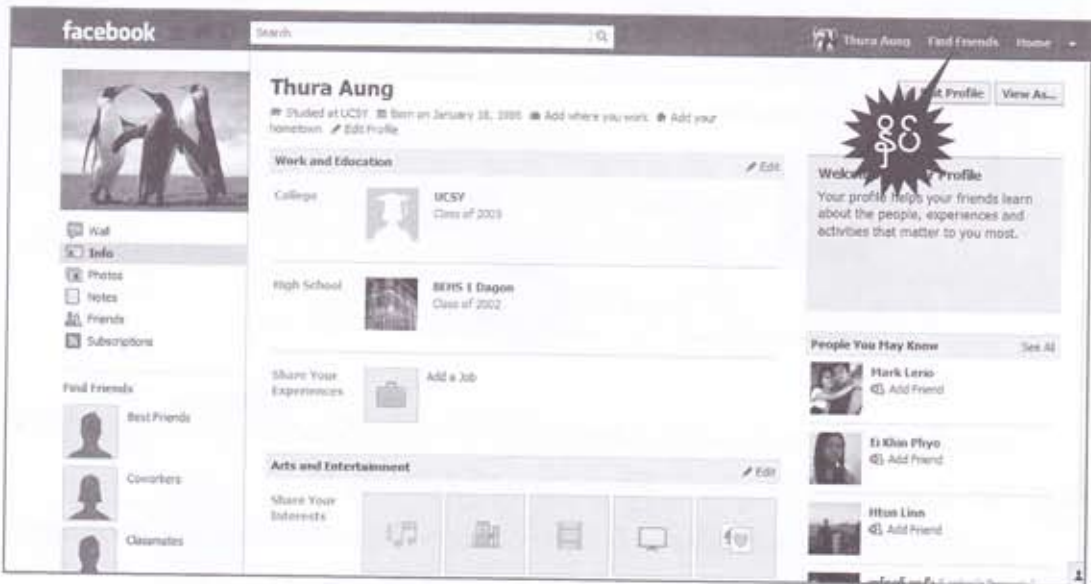 facebook
Search
Thura Aung Find Friends Home
Thura Aung
Edit Profile View As...
Studied at UCSY Born on January 18, Add where you work Add your
hometown Edit Profile
Work and Education
Edit
College
UCSY
Class of 2003
High School
BEHS 1 Dagon
Class of 2002
Share Your
Experiences
Add a Job
Arts and Entertainment
Edit
Share Your
Interests
Wall
Info
Photos
Notes
Friends
Subscriptions
Find Friends
Best Friends
Coworkers
Classmates
နှိပ်
Profile
Your profile helps your friends learn
about the people, experiences and
activities that matter to you most.
People You May Know See All
Mark Lerio
Add Friend
Ei Khin Phyo
Add Friend
Htun Linn
Add Friend